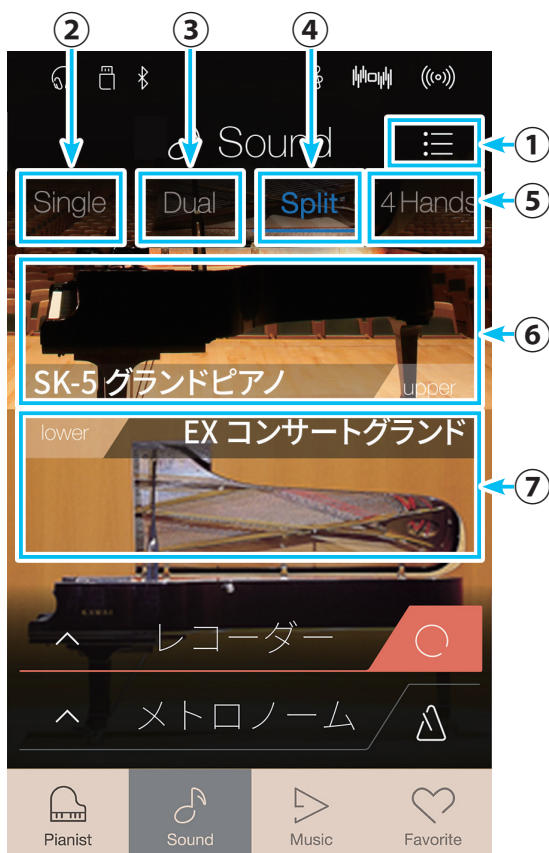 ② ③ ④
Sound ①
Single Dual Split 4 Hands ⑤
SK-5 グランドピアノ upper ⑥
lower EX コンサートグランド
⑦
KAWAI
レコーダー
メトロノーム
Pianist Sound Music Favorite